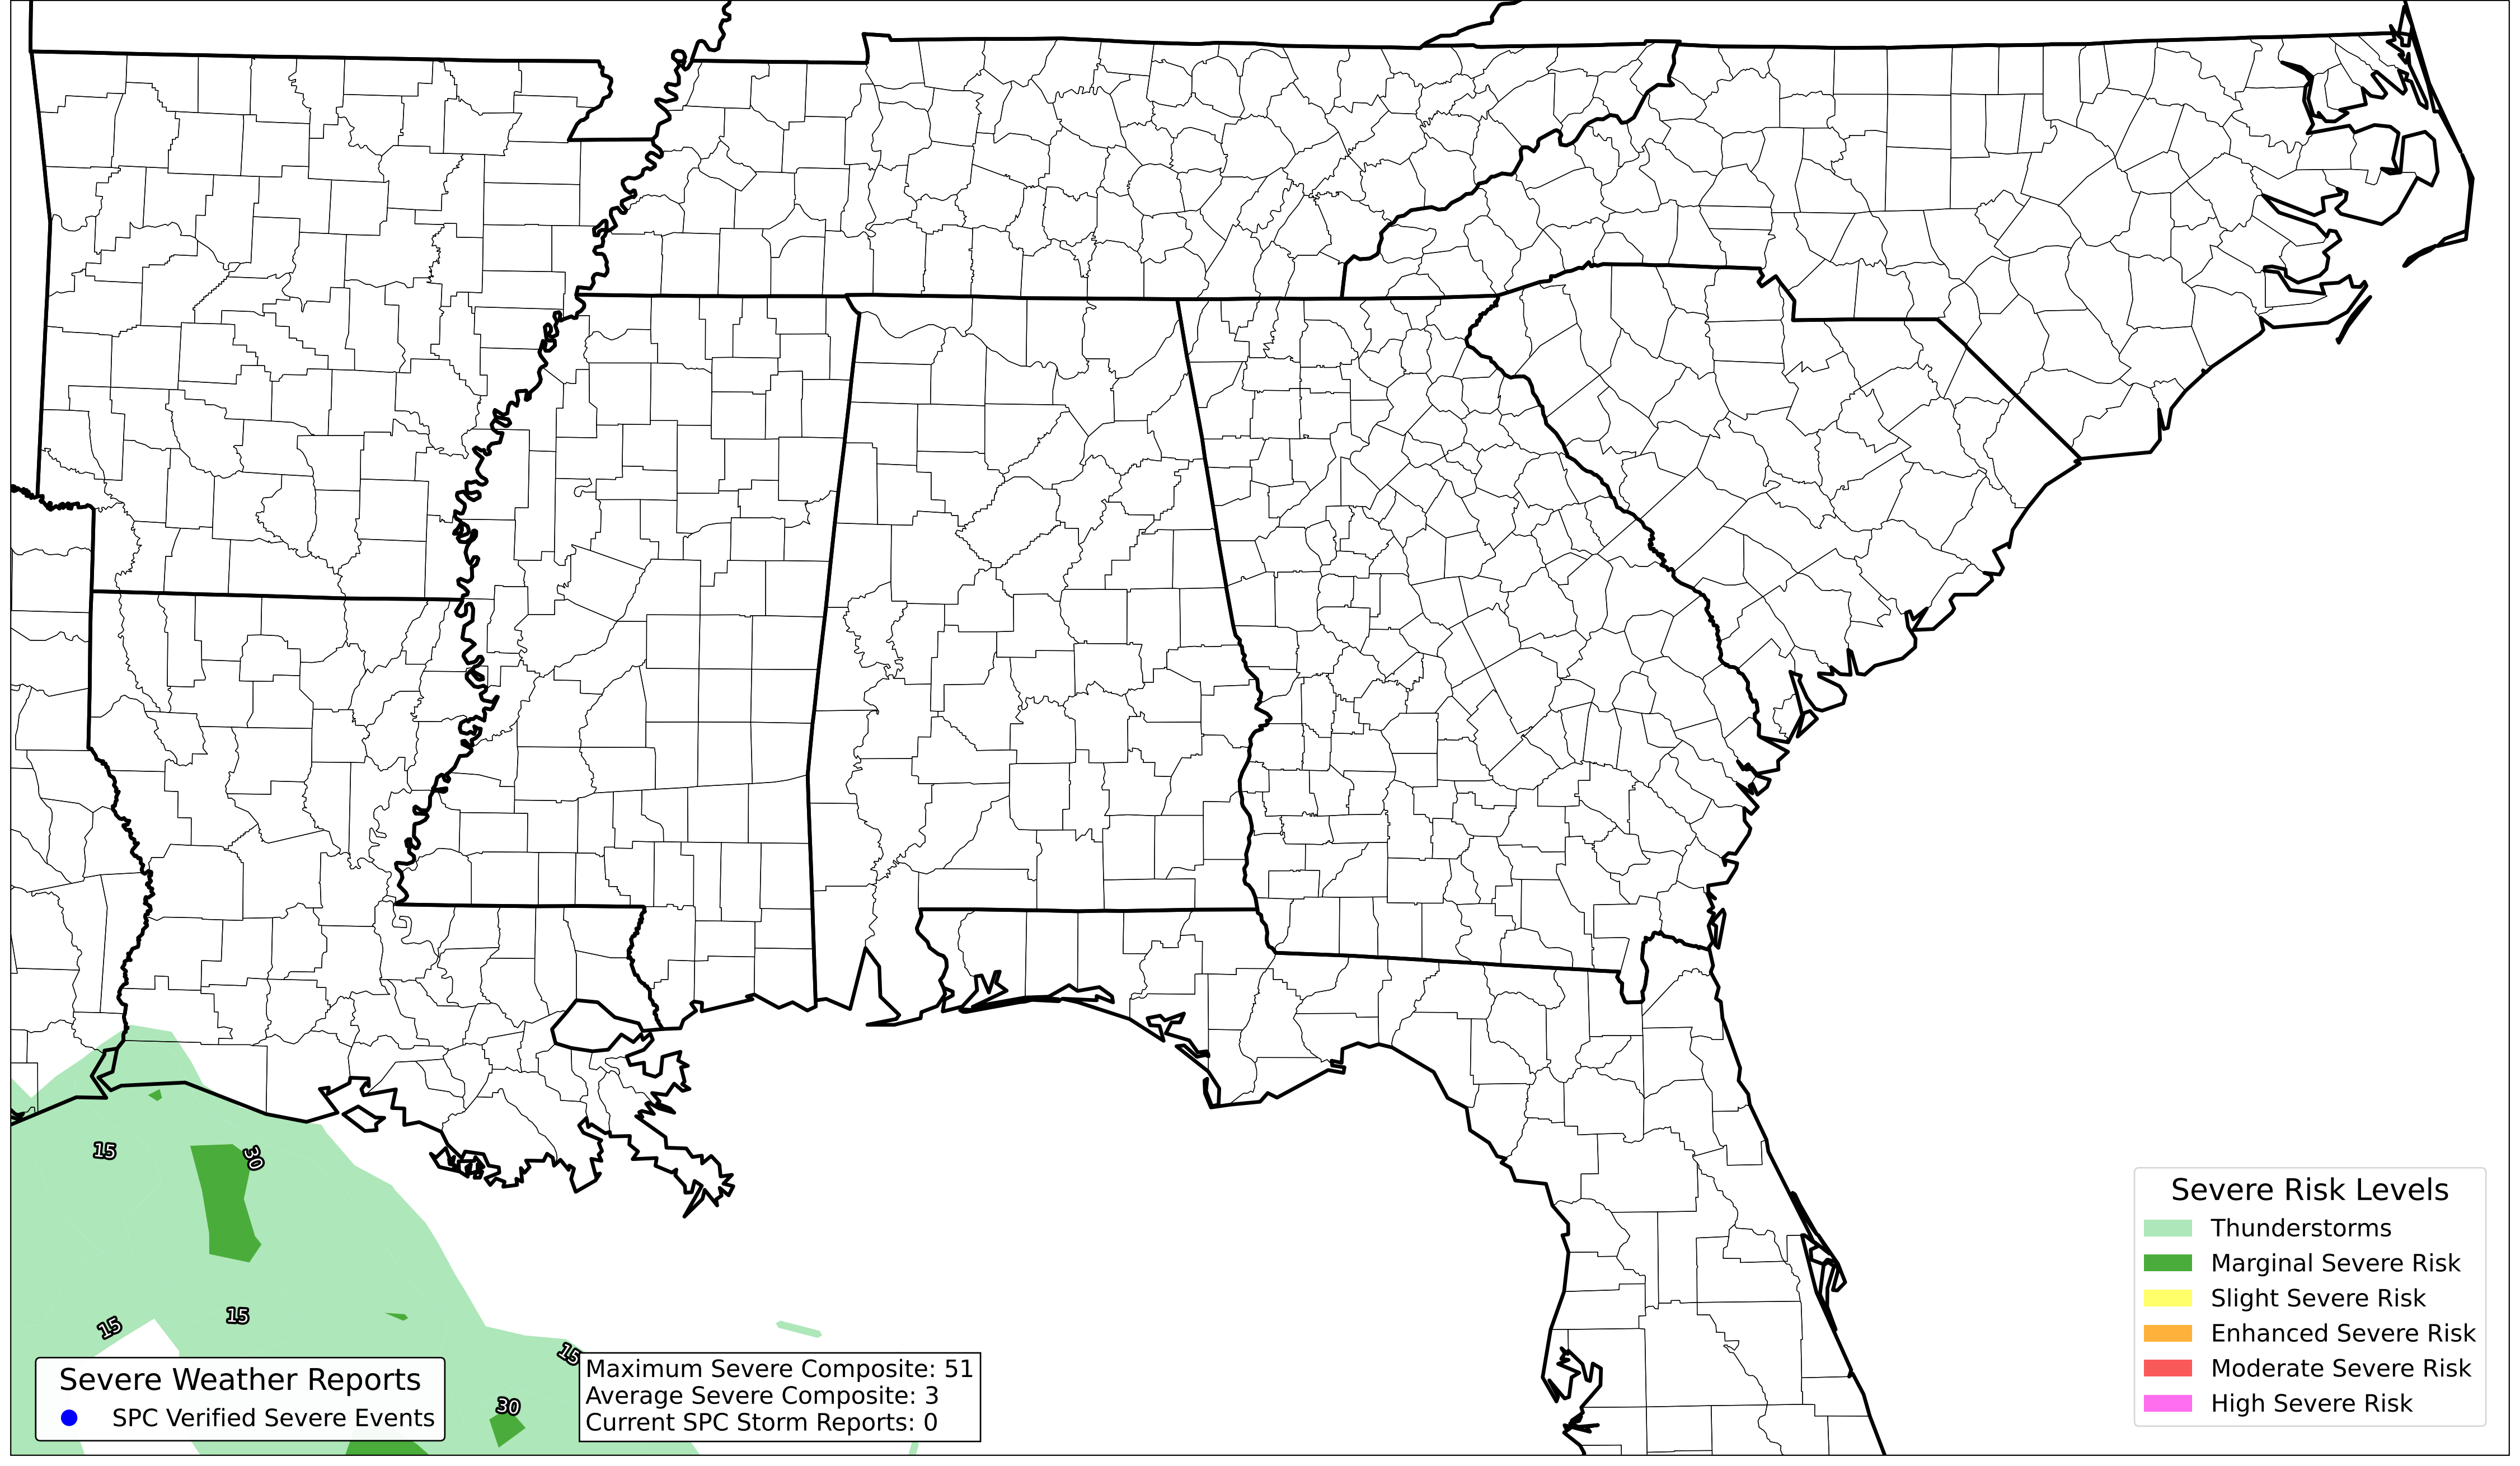 15
30
15
15
15
30
Severe Weather Reports
SPC Verified Severe Events
Maximum Severe Composite: 51
Average Severe Composite: 3
Current SPC Storm Reports: 0
Severe Risk Levels
Thunderstorms
Marginal Severe Risk
Slight Severe Risk
Enhanced Severe Risk
Moderate Severe Risk
High Severe Risk